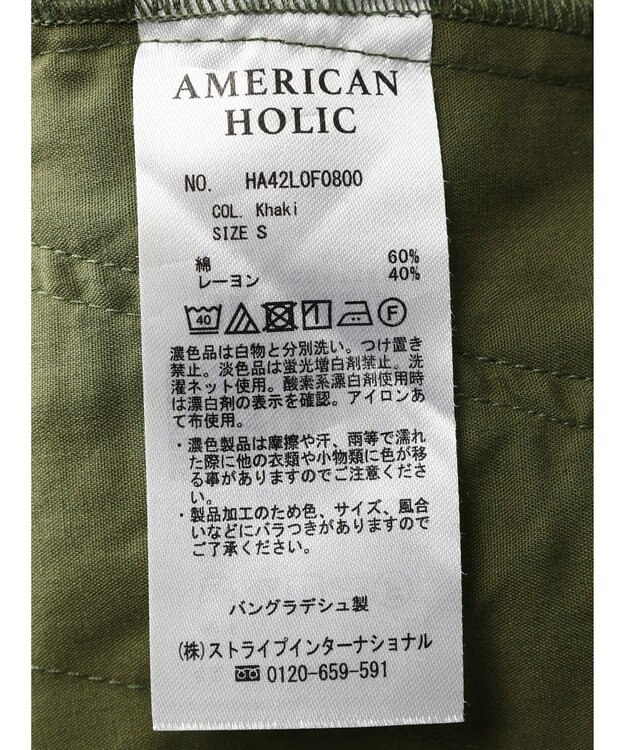 AMERICAN
HOLIC
NO. HA42L0F0800
COL. Khaki
SIZE S
綿 60%
レーヨン 40%
40 F
濃色品は白物と分別洗い。つけ置き
禁止。淡色品は蛍光増白剤禁止。洗
濯ネット使用。酸素系漂白剤使用時
は漂白剤の表示を確認。アイロンあ
て布使用。
・濃色製品は摩擦や汗、雨等で濡れ
た際に他の衣類や小物類に色が移
る事がありますのでご注意くださ
い。
・製品加工のため色、サイズ、風合
いなどにバラつきがありますので
ご了承ください。
バングラデシュ製
(株)ストライプインターナショナル
0120-659-591